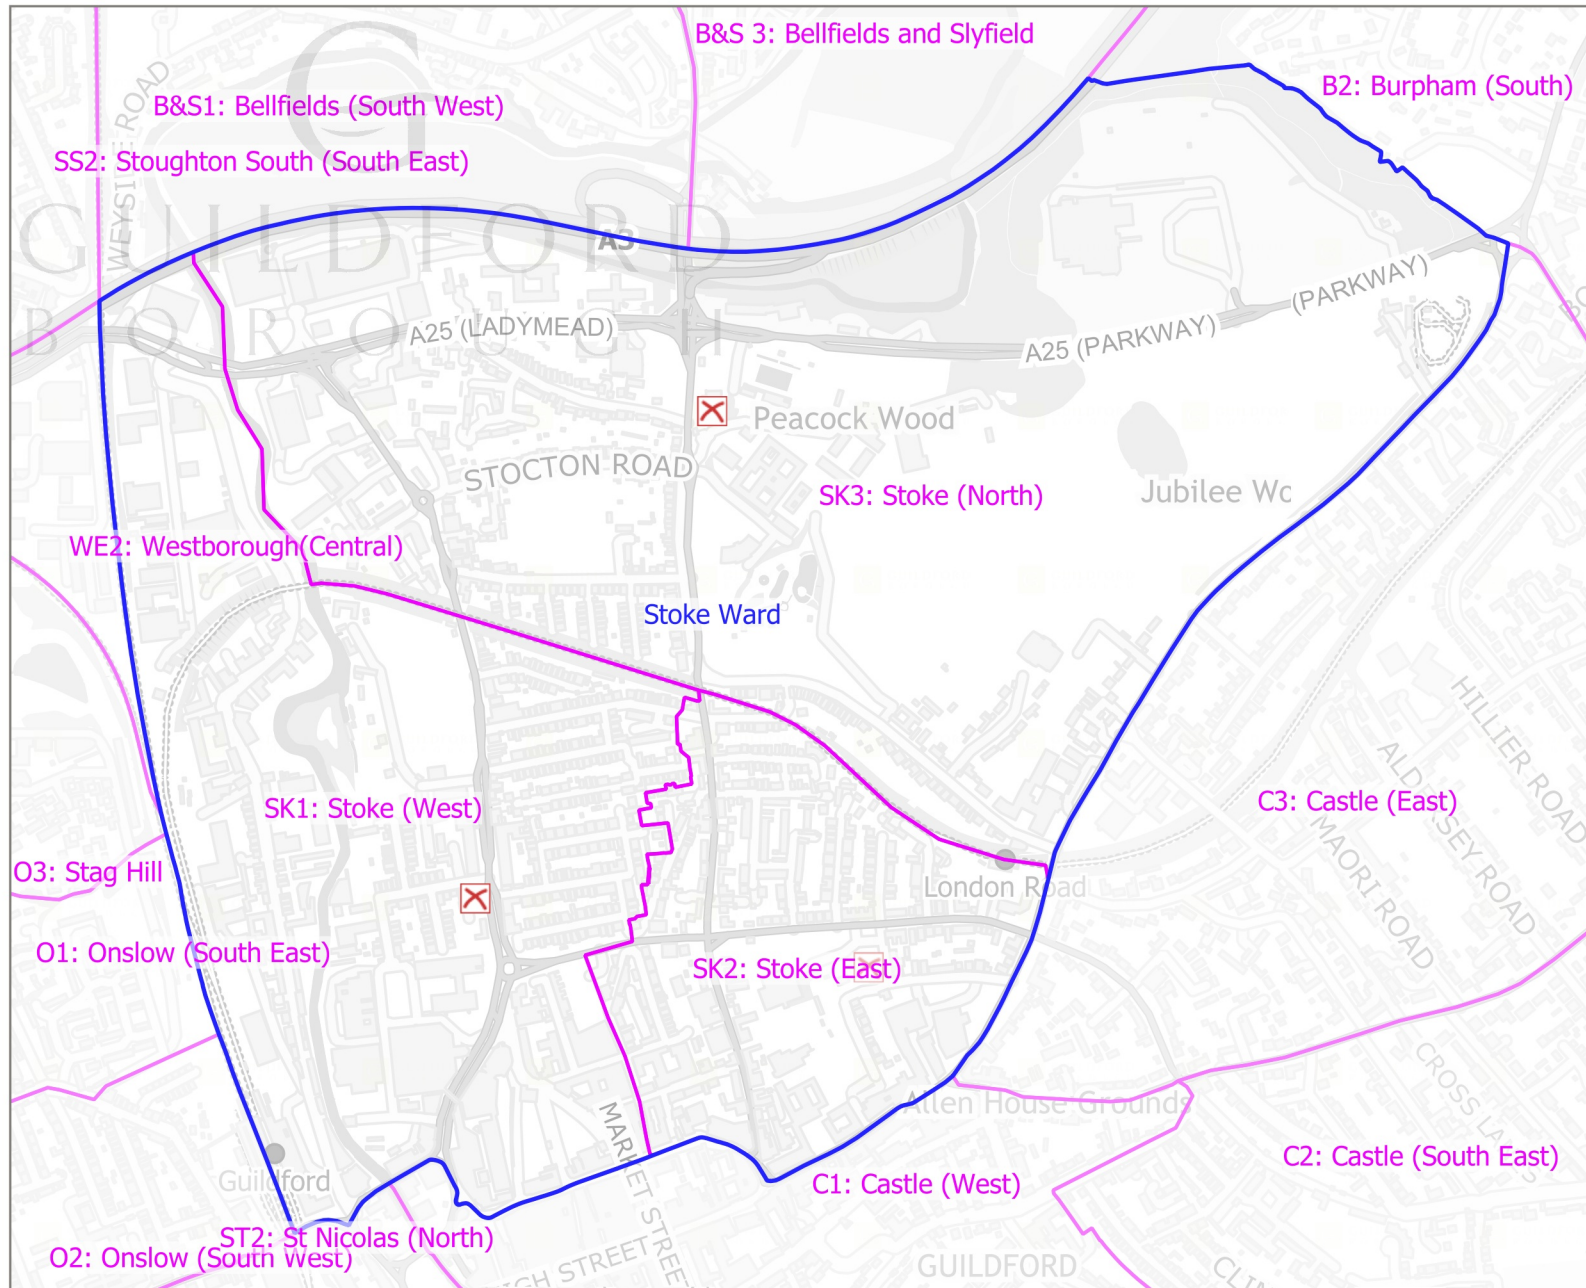 B&S 3: Bellfields and Slyfield
G
B2: Burpham (South)
B&S1: Bellfields (South West)
WEYSIDE ROAD
SS2: Stoughton South (South East)
GUILDFORD
A3
(PARKWAY)
BOROUGH
A25 (LADYMEAD)
A25 (PARKWAY)
Peacock Wood
STOCTON ROAD
SK3: Stoke (North)
Jubilee Wo
WE2: Westborough(Central)
Stoke Ward
HILLIER ROAD
ALDERSEY ROAD
SK1: Stoke (West)
C3: Castle (East)
MAORI ROAD
O3: Stag Hill
London Road
O1: Onslow (South East)
SK2: Stoke (East)
CROSS LANES
Allen House Grounds
MARKET STREET
C2: Castle (South East)
Guildford
C1: Castle (West)
ST2: St Nicolas (North)
O2: Onslow (South West)
HIGH STREET
GUILDFORD